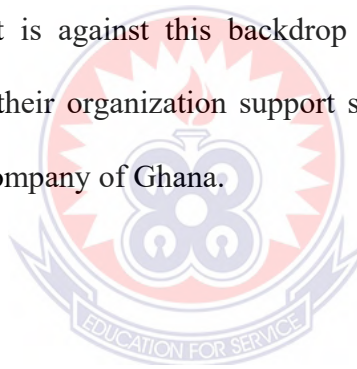 t is against this backdrop
their organization support s
ompany of Ghana.
EDUCATION FOR SERVICE